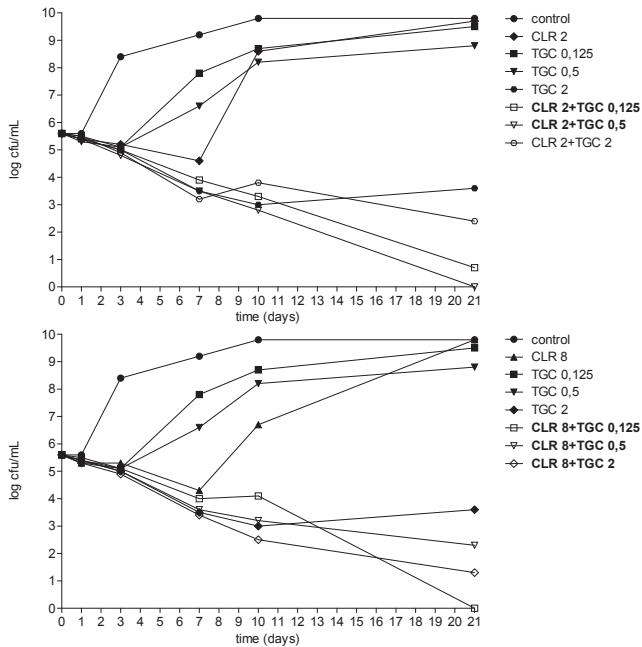 10
9
8
7
6
5
4
3
2
1
0
log cfu/mL
0 1 2 3 4 5 6 7 8 9 10 11 12 13 14 15 16 17 18 19 20 21
time (days)
control
CLR 2
TGC 0,125
TGC 0,5
TGC 2
CLR 2+TGC 0,125
CLR 2+TGC 0,5
CLR 2+TGC 2
10
9
8
7
6
5
4
3
2
1
0
log cfu/mL
0 1 2 3 4 5 6 7 8 9 10 11 12 13 14 15 16 17 18 19 20 21
time (days)
control
CLR 8
TGC 0,125
TGC 0,5
TGC 2
CLR 8+TGC 0,125
CLR 8+TGC 0,5
CLR 8+TGC 2